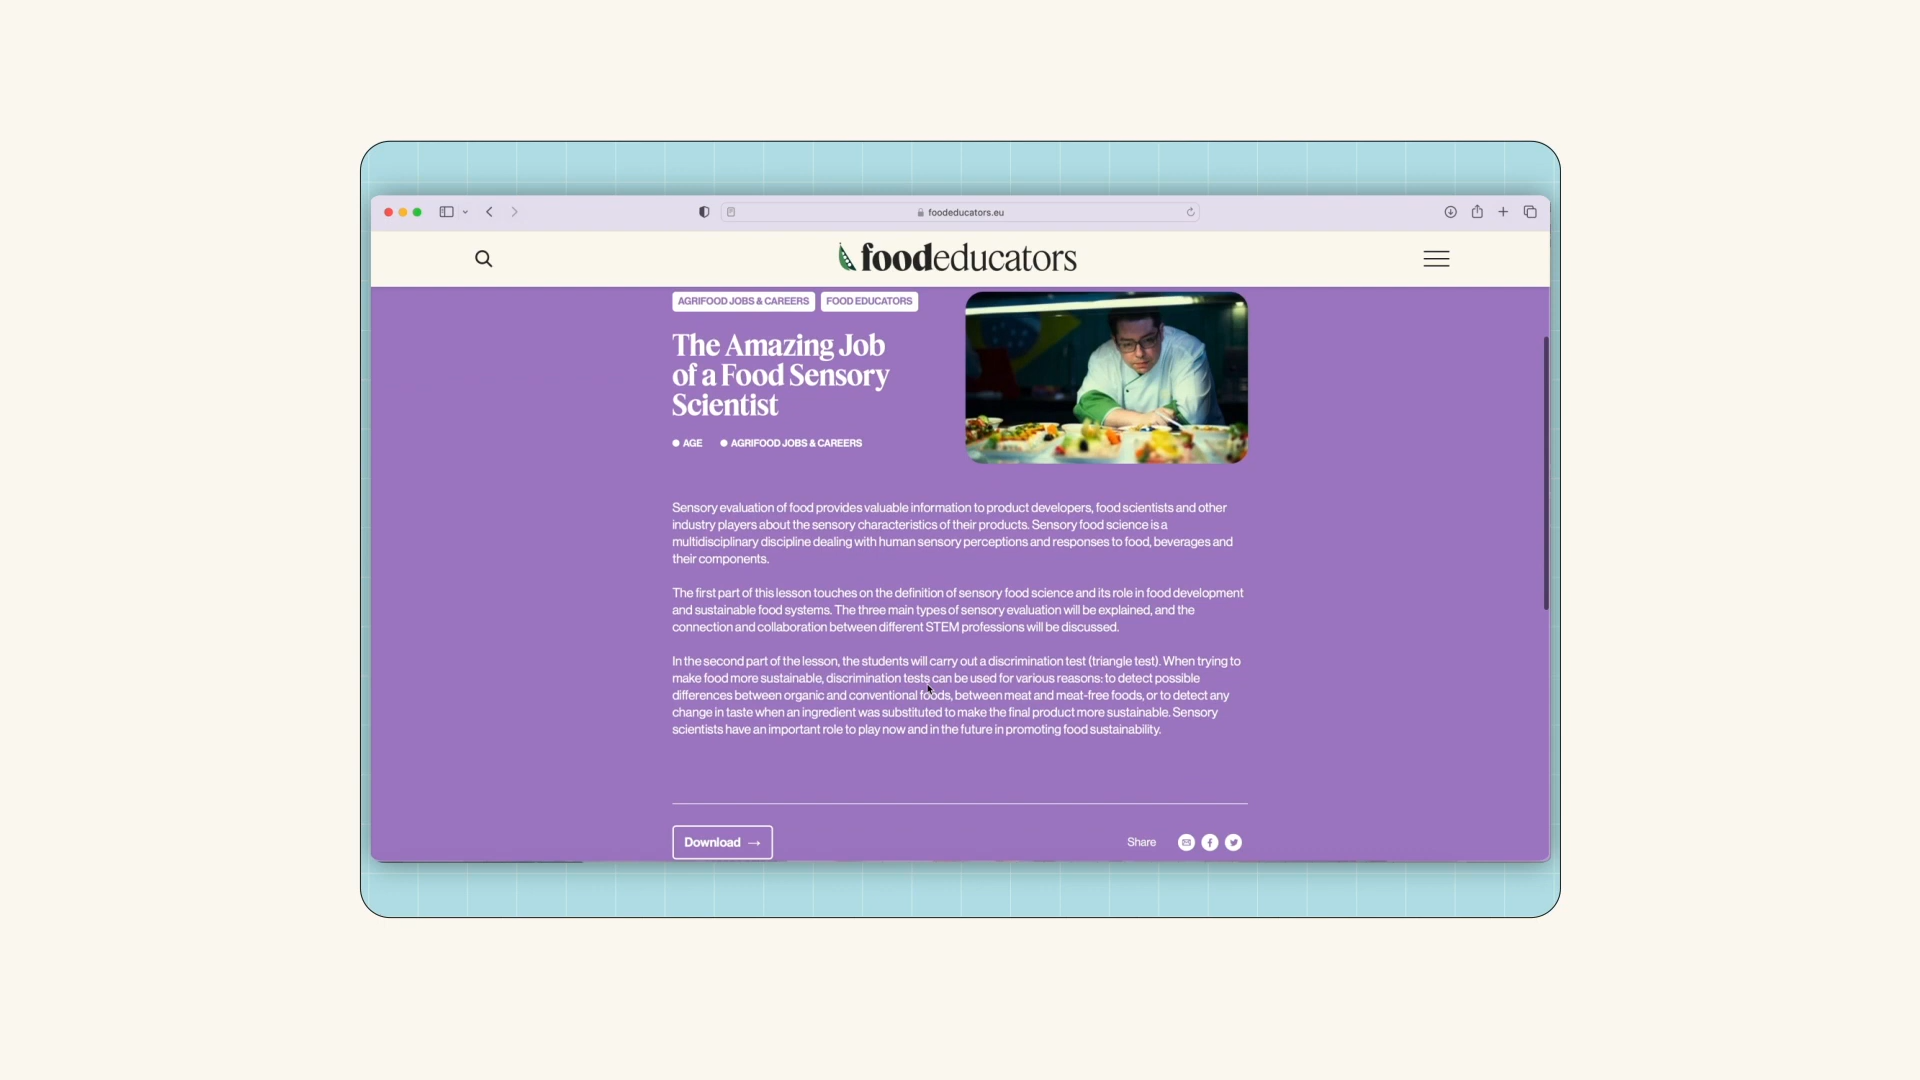 foodeducators.eu
foodeducators
AGRIFOOD JOBS & CAREERS FOOD EDUCATORS
The Amazing Job
of a Food Sensory
Scientist
AGE AGRIFOOD JOBS & CAREERS
Sensory evaluation of food provides valuable information to product developers, food scientists and other
industry players about the sensory characteristics of their products. Sensory food science is a
multidisciplinary discipline dealing with human sensory perceptions and responses to food, beverages and
their components.
The first part of this lesson touches on the definition of sensory food science and its role in food development
and sustainable food systems. The three main types of sensory evaluation will be explained, and the
connection and collaboration between different STEM professions will be discussed.
In the second part of the lesson, the students will carry out a discrimination test (triangle test). When trying to
make food more sustainable, discrimination tests can be used for various reasons: to detect possible
differences between organic and conventional foods, between meat and meat-free foods, or to detect any
change in taste when an ingredient was substituted to make the final product more sustainable. Sensory
scientists have an important role to play now and in the future in promoting food sustainability.
Download →
Share